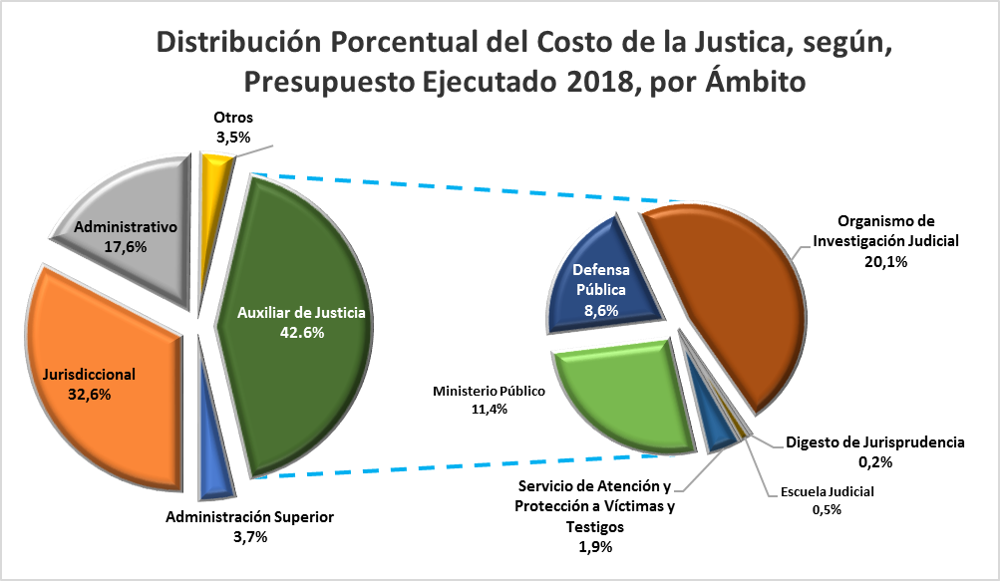 Distribución Porcentual del Costo de la Justica, según,
Presupuesto Ejecutado 2018, por Ámbito
Otros
3,5%
Administrativo
17,6%
Auxiliar de Justicia
42.6%
Jurisdiccional
32,6%
Administración Superior
3,7%
Organismo de
Investigación Judicial
20,1%
Defensa
Pública
8,6%
Ministerio Público
11,4%
Digesto de Jurisprudencia
0,2%
Escuela Judicial
0,5%
Servicio de Atención y
Protección a Víctimas y
Testigos
1,9%